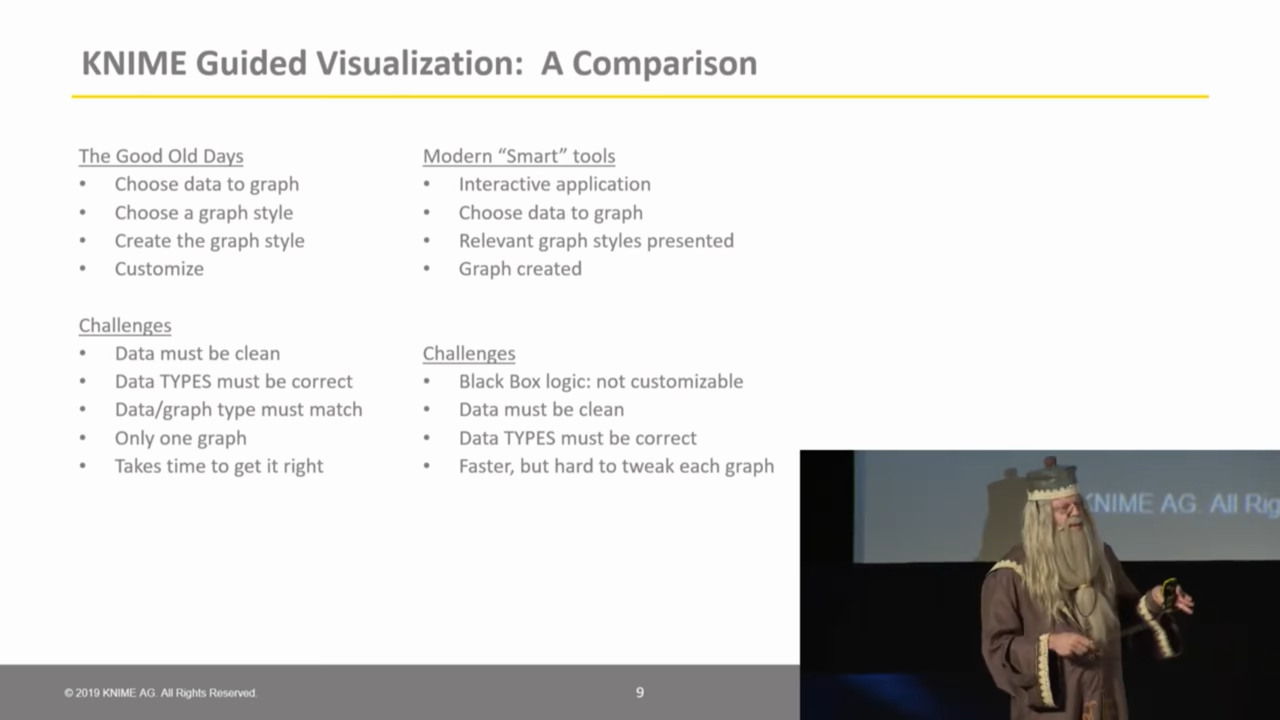 KNIME Guided Visualization: A Comparison
The Good Old Days
• Choose data to graph
• Choose a graph style
• Create the graph style
• Customize
Challenges
• Data must be clean
• Data TYPES must be correct
• Data/graph type must match
• Only one graph
• Takes time to get it right
Modern “Smart” tools
• Interactive application
• Choose data to graph
• Relevant graph styles presented
• Graph created
Challenges
• Black Box logic: not customizable
• Data must be clean
• Data TYPES must be correct
• Faster, but hard to tweak each graph
KNIME AG. All Rig
© 2019 KNIME AG. All Rights Reserved.
9